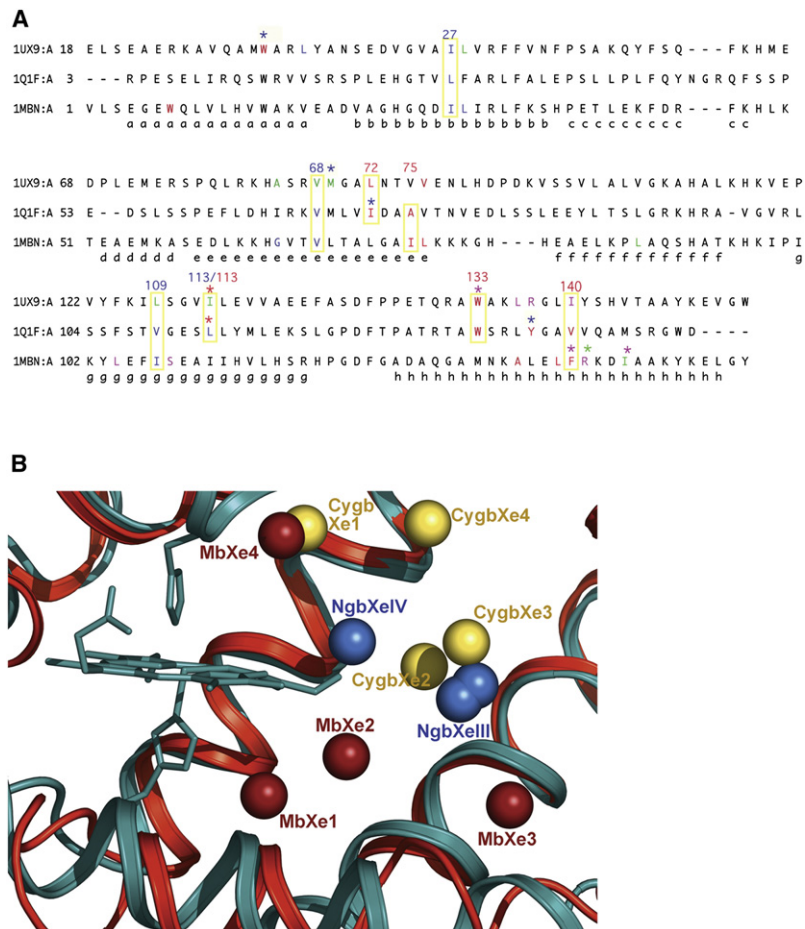 A
*
27
1UX9:A 18 E L S E A E R K A V Q A M W A R L Y A N S E D V G V A I L V R F F V N F P S A K Q Y F S Q - - - F K H M E
1Q1F:A 3 - - - R P E S E L I R Q S W R V V S R S P L E H G T V L F A R L F A L E P S L L P L F Q Y N G R Q F S S P
1MBN:A 1 V L S E G E W Q L V L H V W A K V E A D V A G H G Q D I L I R L F K S H P E T L E K F D R - - - F K H L K
a a a a a a a a a a a a a a b b b b b b b b b b b b b b b c c c c c c c c c
68 * 72 75
1UX9:A 68 D P L E M E R S P Q L R K H A S R V M G A L N T V V E N L H D P D K V S S V L A L V G K A H A L K H K V E P
*
1Q1F:A 53 E - - D S L S S P E F L D H I R K V M L V I D A A V T N V E D L S S L E E Y L T S L G R K H R A - V G V R L
1MBN:A 51 T E A E M K A S E D L K K H G V T V L T A L G A I L K K K G H - - - H E A E L K P L A Q S H A T K H K I P I
d d d d d d e e e e e e e e e e e e e e e e e e e f f f f f f f f f f f f f g
109 113/113 133 140
* *
1UX9:A 122 V Y F K I L S G V I L E V V A E E F A S D F P P E T Q R A W A K L R G L I Y S H V T A A Y K E V G W
* *
1Q1F:A 104 S S F S T V G E S L L Y M L E K S L G P D F T P A T R T A W S R L Y G A V V Q A M S R G W D - - - -
* * *
1MBN:A 102 K Y L E F I S E A I I H V L H S R H P G D F G A D A Q G A M N K A L E L F R K D I A A K Y K E L G Y
g g g g g g g g g g g g g g g g g h h h h h h h h h h h h h h h h h h h h h h h h h
B
Cygb
Xe1
CygbXe4
MbXe4
NgbXeIV
CygbXe3
CygbXe2
NgbXeIII
MbXe2
MbXe1
MbXe3